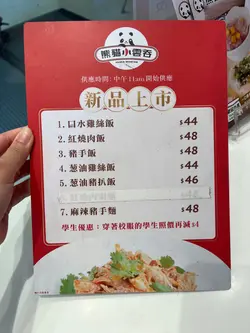 熊貓小雲吞
供應時間：中午11am開始供應
新品上市
1. 口水雞絲飯 $44
2. 紅燒肉飯 $48
3. 豬手飯 $48
4. 葱油雞絲飯 $44
5. 葱油豬扒飯 $46
7. 麻辣豬手麵 $48
學生優惠：穿著校服的學生照價再減$4